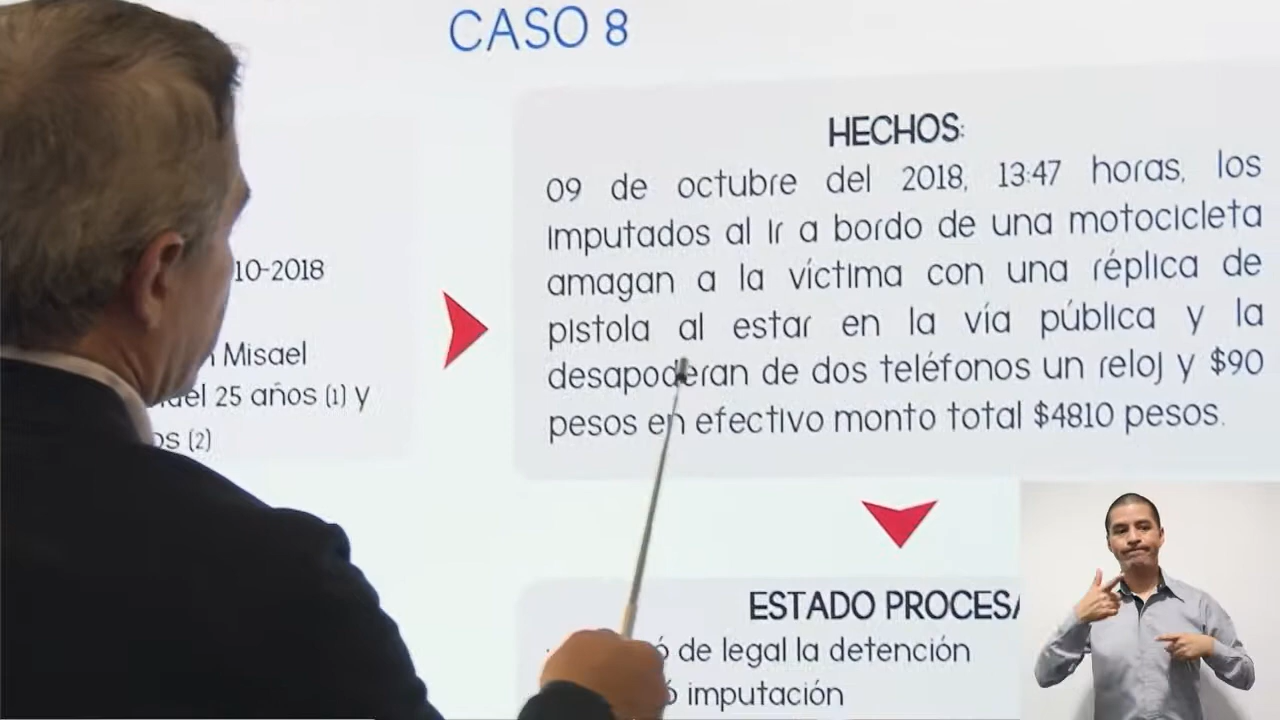 CASO 8
10-2018
Misael
25 años (1) y
(2)
HECHOS:
09 de octubre del 2018, 13:47 horas, los
imputados al ir a bordo de una motocicleta
amagan a la víctima con una réplica de
pistola al estar en la vía pública y la
desapoderan de dos teléfonos un reloj y $90
pesos en efectivo monto total $4810 pesos.
ESTADO
de legal la detención
imputación